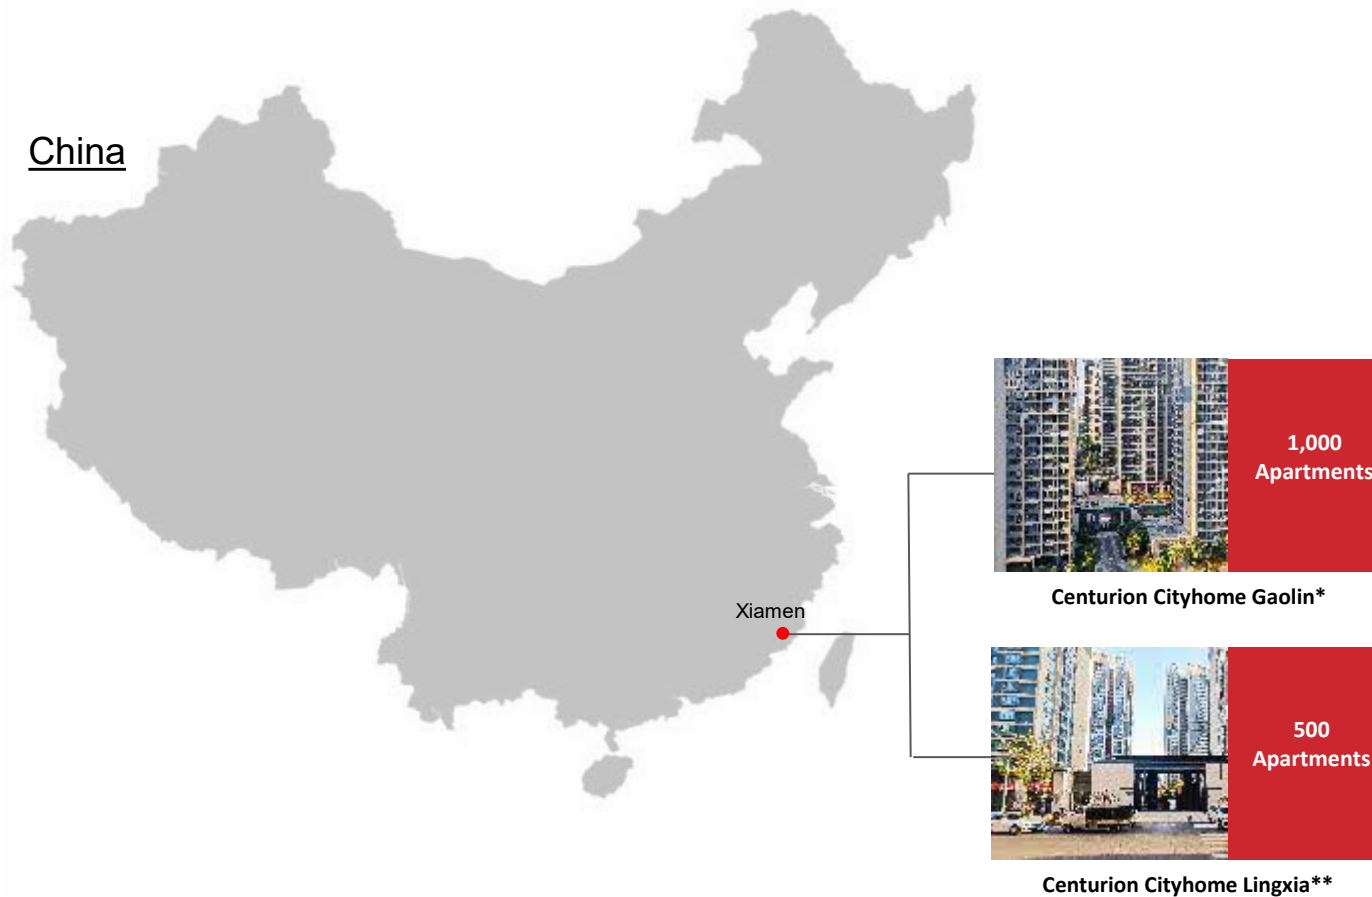 China
1,000
Apartments
Centurion Cityhome Gaolin*
Xiamen
500
Apartments
Centurion Cityhome Lingxia**